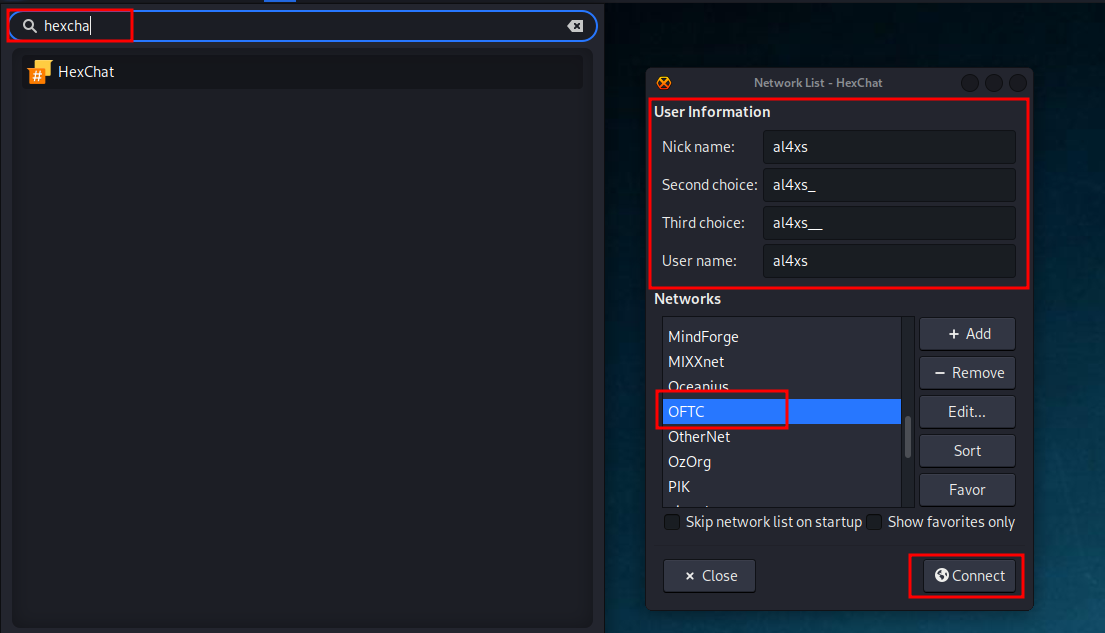 hexcha
HexChat
Network List - HexChat
User Information
Nick name: al4xs
Second choice: al4xs_
Third choice: al4xs__
User name: al4xs
Networks
MindForge
MIXXnet
Oceanius
OFTC
OtherNet
OzOrg
PIK
+ Add
− Remove
Edit...
Sort
Favor
Skip network list on startup
Show favorites only
× Close
Connect